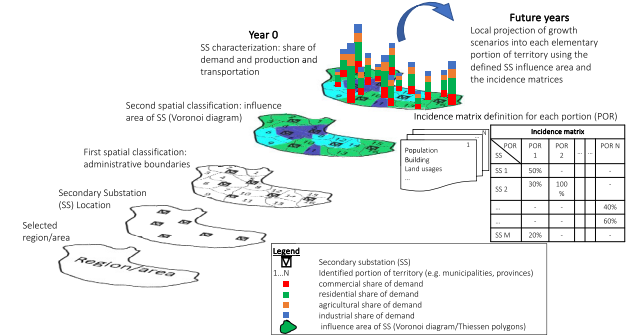 Year 0
SS characterization: share of
demand and production and
transportation
Future years
Local projection of growth
scenarios into each elementary
portion of territory using the
defined SS influence area and
the incidence matrices
Second spatial classification: influence
area of SS (Voronoi diagram)
First spatial classification:
administrative boundaries
Secondary Substation
(SS) Location
Selected
region/area
Region/area
Incidence matrix definition for each portion (POR)
N
1
Population
Building
Land usages
...
Incidence matrix
POR SS POR 1 POR 2 ... ... POR N
SS 1 50% - -
SS 2 30% 100 % -
... - - 40%
... - - 60%
SS M 20% - -
Legend
Secondary substation (SS)
1...N Identified portion of territory (e.g. municipalities, provinces)
commercial share of demand
residential share of demand
agricultural share of demand
industrial share of demand
influence area of SS (Voronoi diagram/Thiessen polygons)